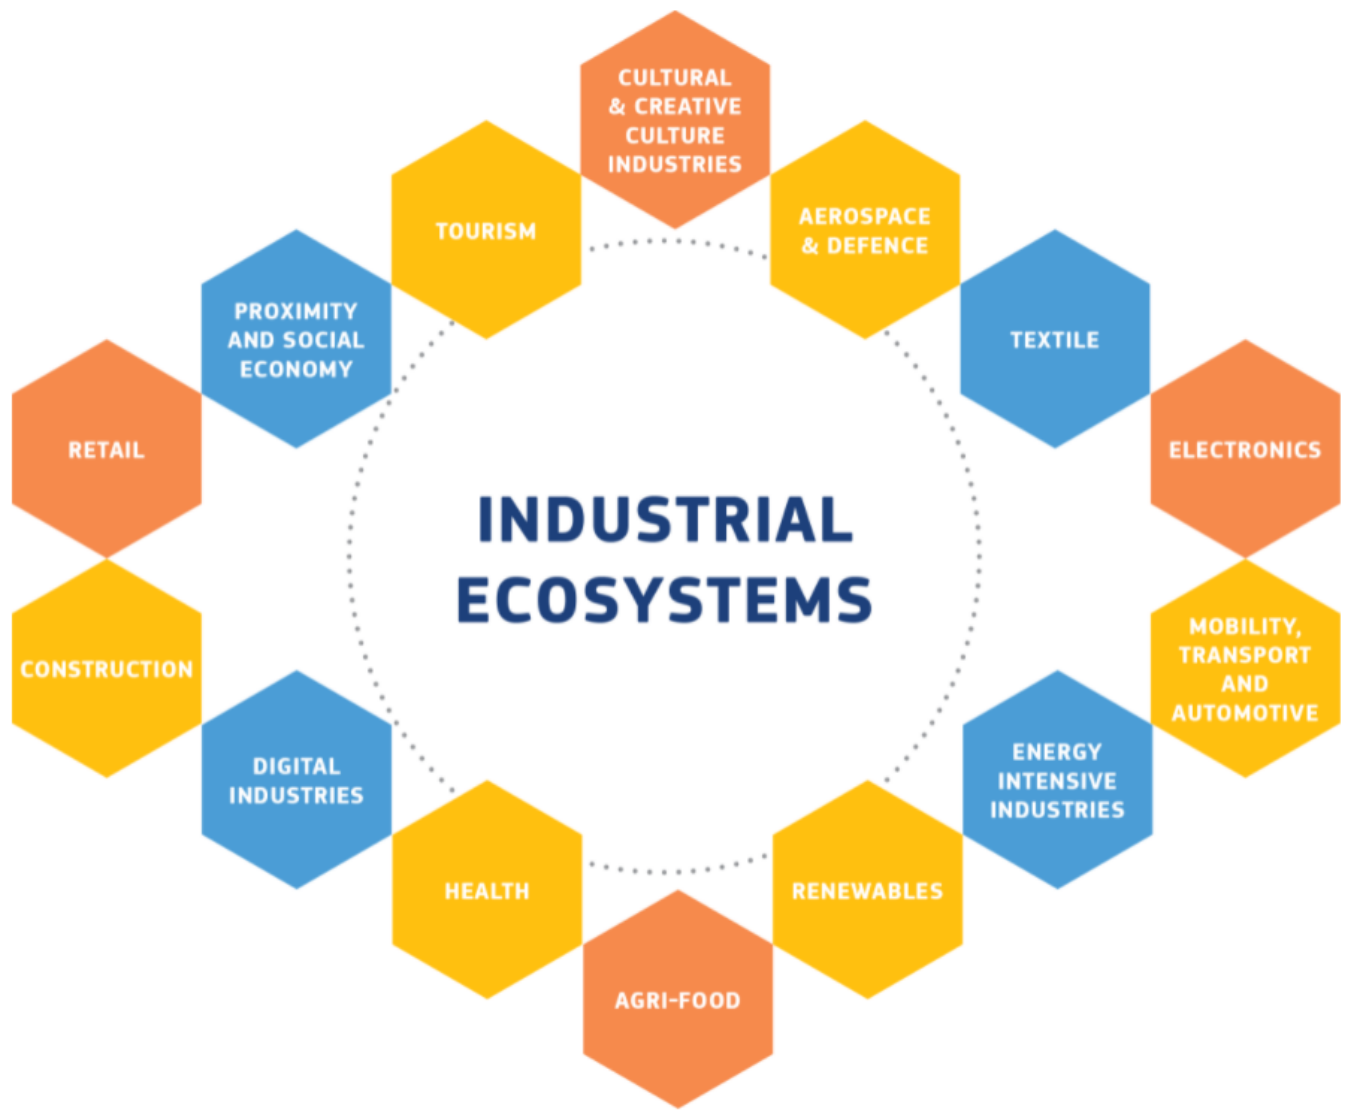 CULTURAL
& CREATIVE
CULTURE
INDUSTRIES
AEROSPACE
& DEFENCE
TEXTILE
ELECTRONICS
MOBILITY,
TRANSPORT
AND
AUTOMOTIVE
ENERGY
INTENSIVE
INDUSTRIES
RENEWABLES
AGRI-FOOD
HEALTH
DIGITAL
INDUSTRIES
CONSTRUCTION
RETAIL
PROXIMITY
AND SOCIAL
ECONOMY
TOURISM
INDUSTRIAL
ECOSYSTEMS